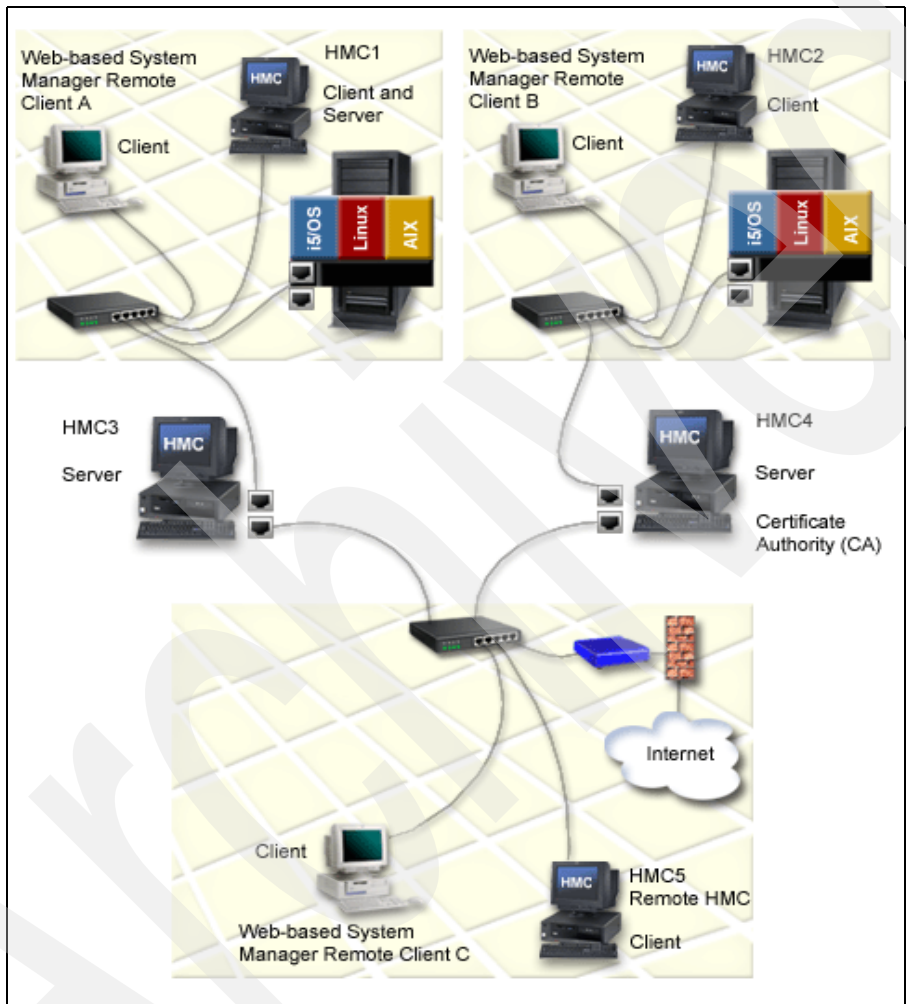 Web-based System
Manager Remote
Client A
Client
HMC
HMC1
Client and
Server
i5/OS
Linux
AIX
Web-based System
Manager Remote
Client B
Client
HMC
HMC2
Client
i5/OS
Linux
AIX
HMC3
Server
HMC
HMC
HMC4
Server
Certificate
Authority (CA)
Internet
Client
Web-based System
Manager Remote Client C
HMC
HMC5
Remote HMC
Client